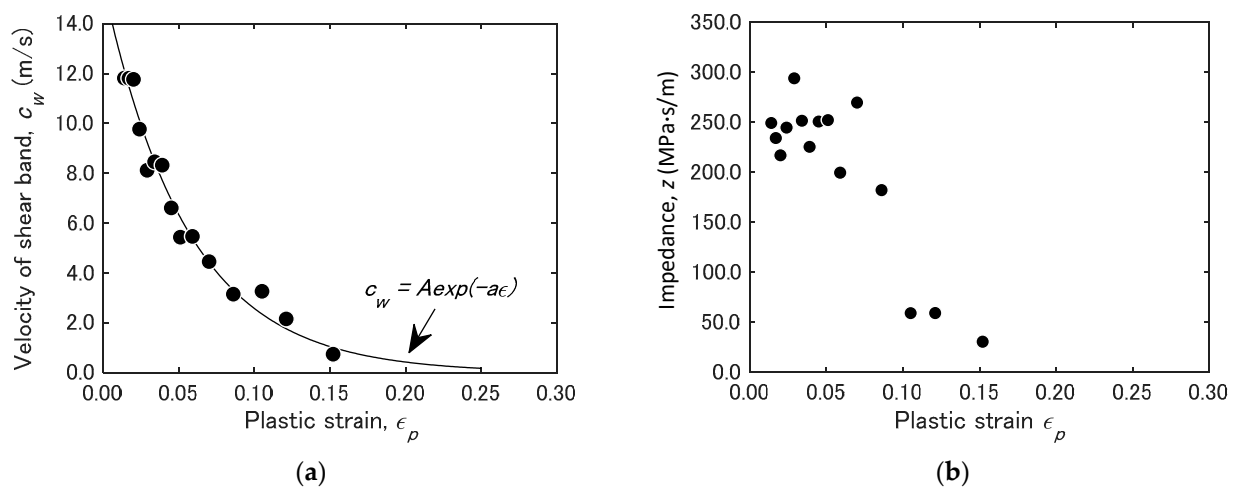 14.0
12.0
10.0
8.0
6.0
4.0
2.0
0.0
Velocity of shear band, c_w (m/s)
c_w = Aexp(-aϵ)
0.00 0.05 0.10 0.15 0.20 0.25 0.30
Plastic strain, ϵ_p
(a)
350.0
300.0
250.0
200.0
150.0
100.0
50.0
0.0
Impedance, z (MPa·s/m)
0.00 0.05 0.10 0.15 0.20 0.25 0.30
Plastic strain ϵ_p
(b)